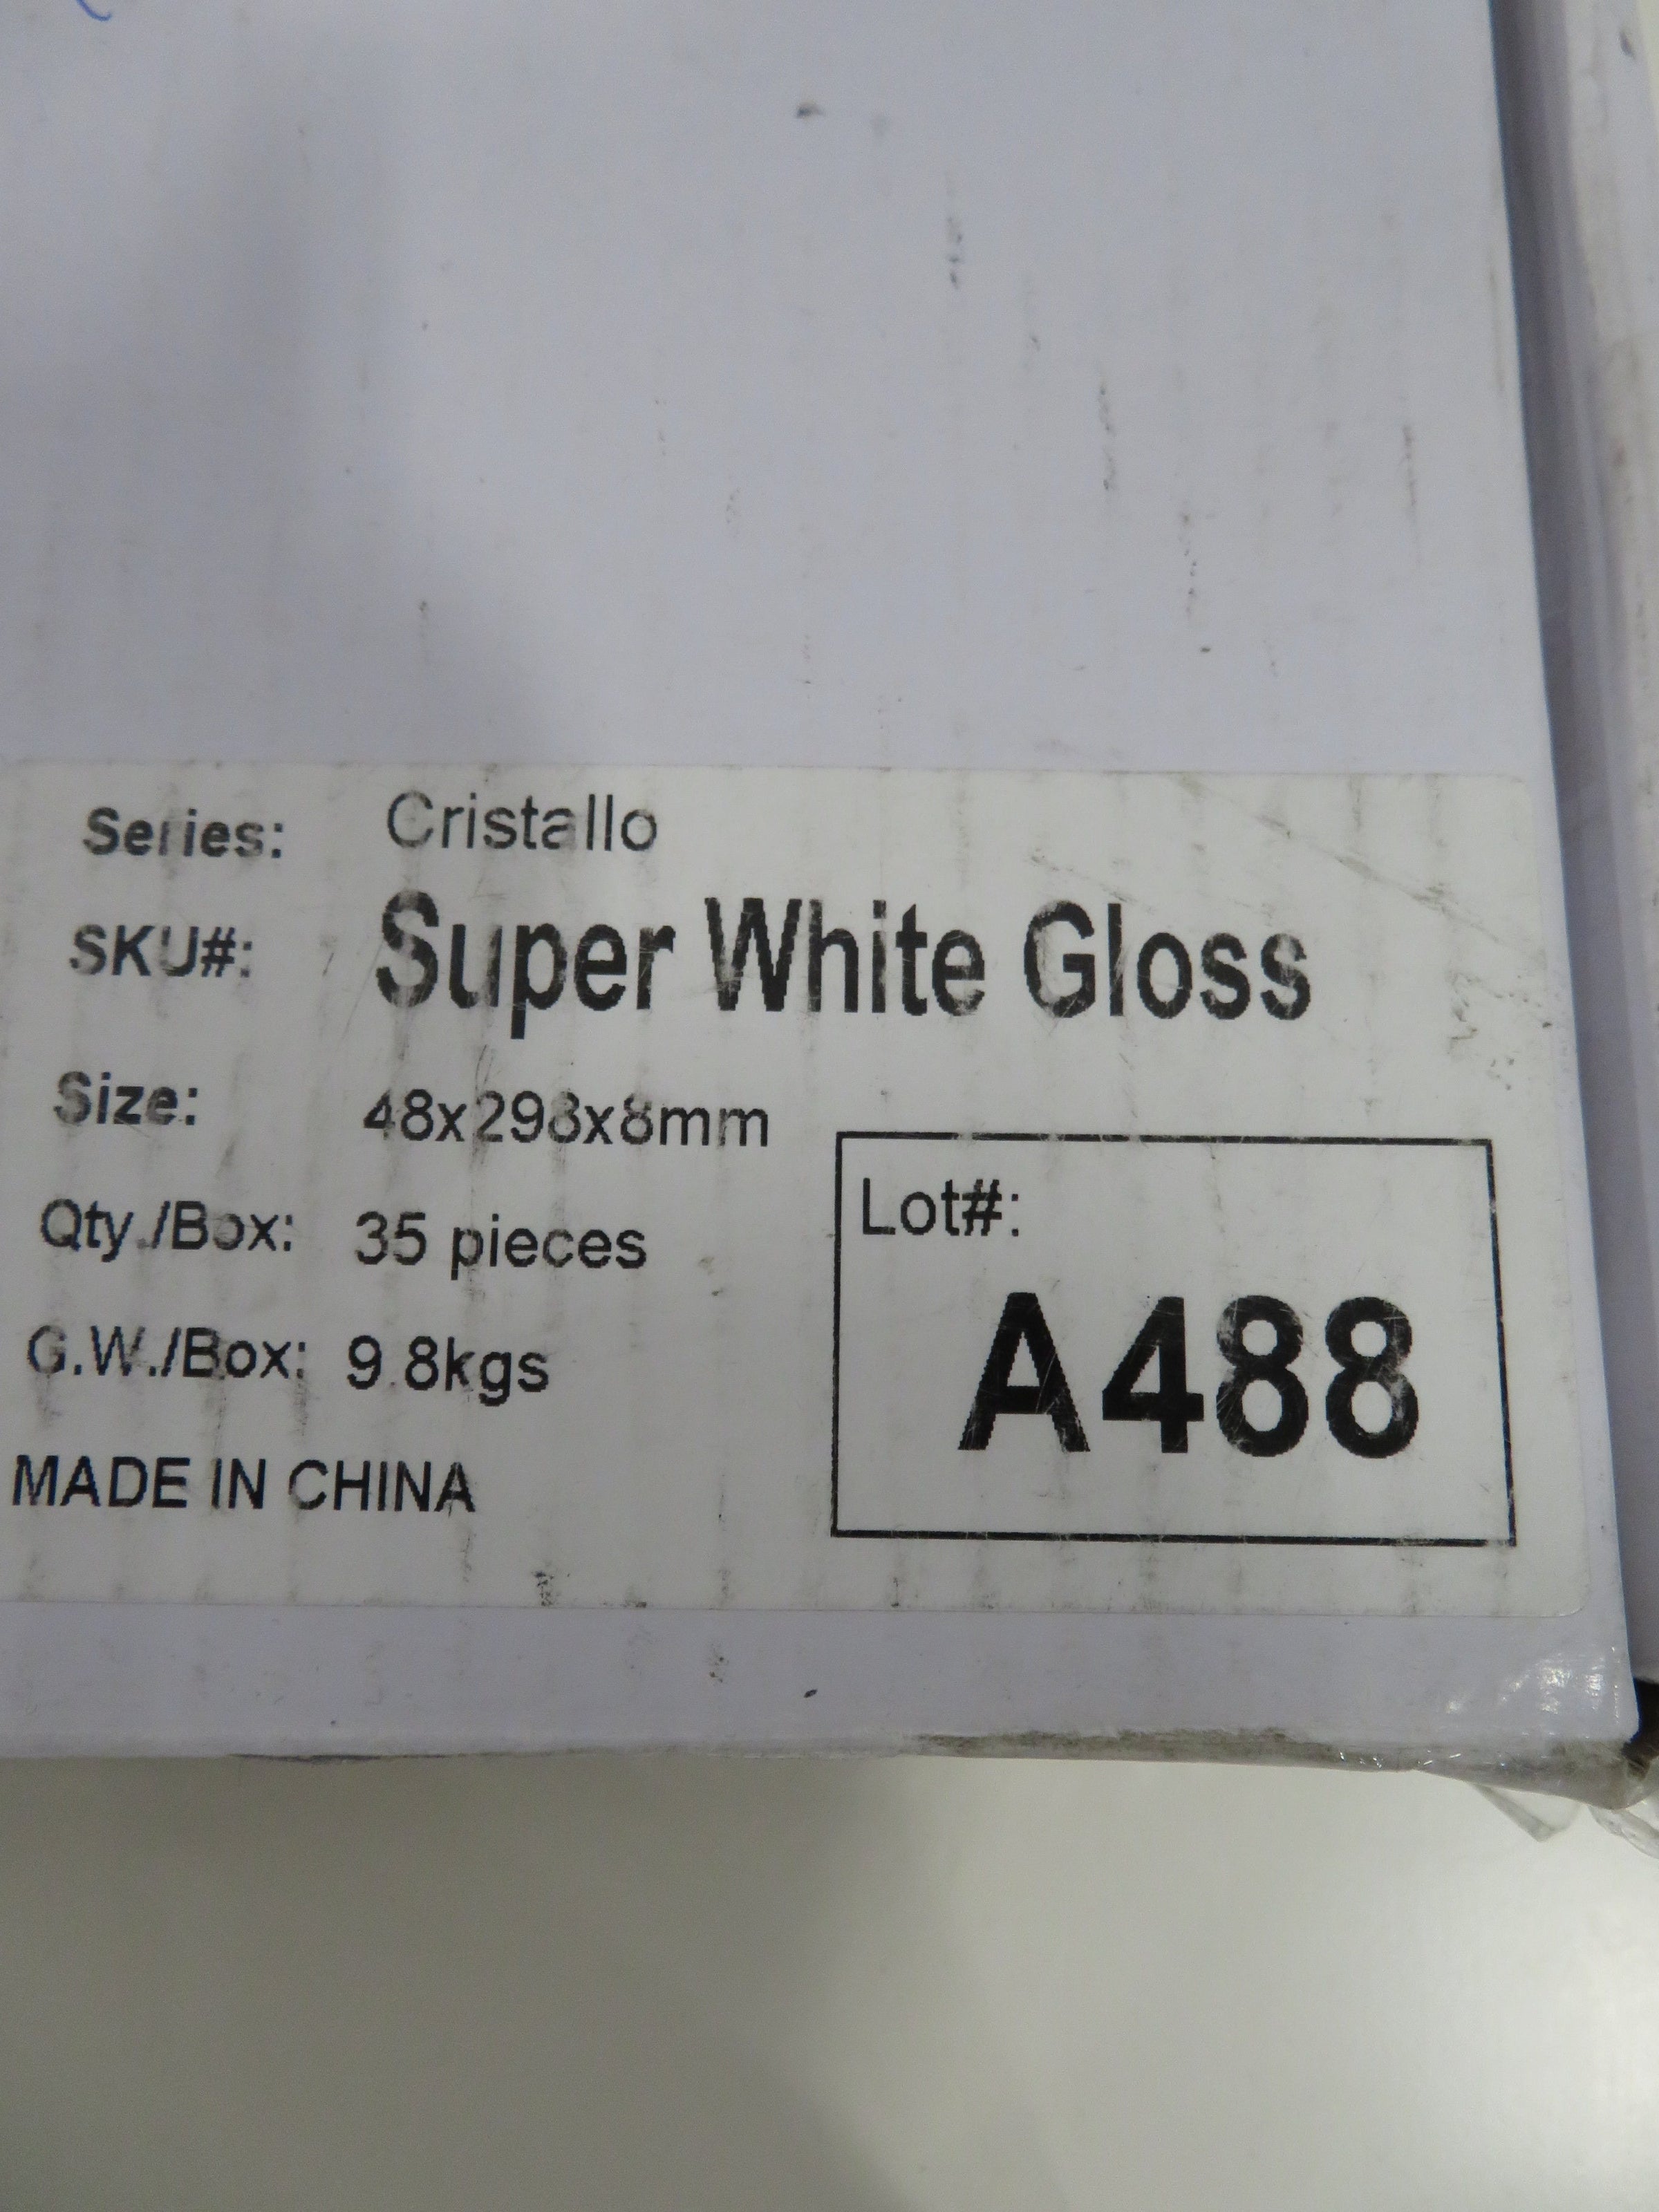 Series: Cristallo
SKU#: Super White Gloss
Size: 48x298x8mm
Qty./Box: 35 pieces
G.W./Box: 9.8kgs
MADE IN CHINA
Lot#:
A488